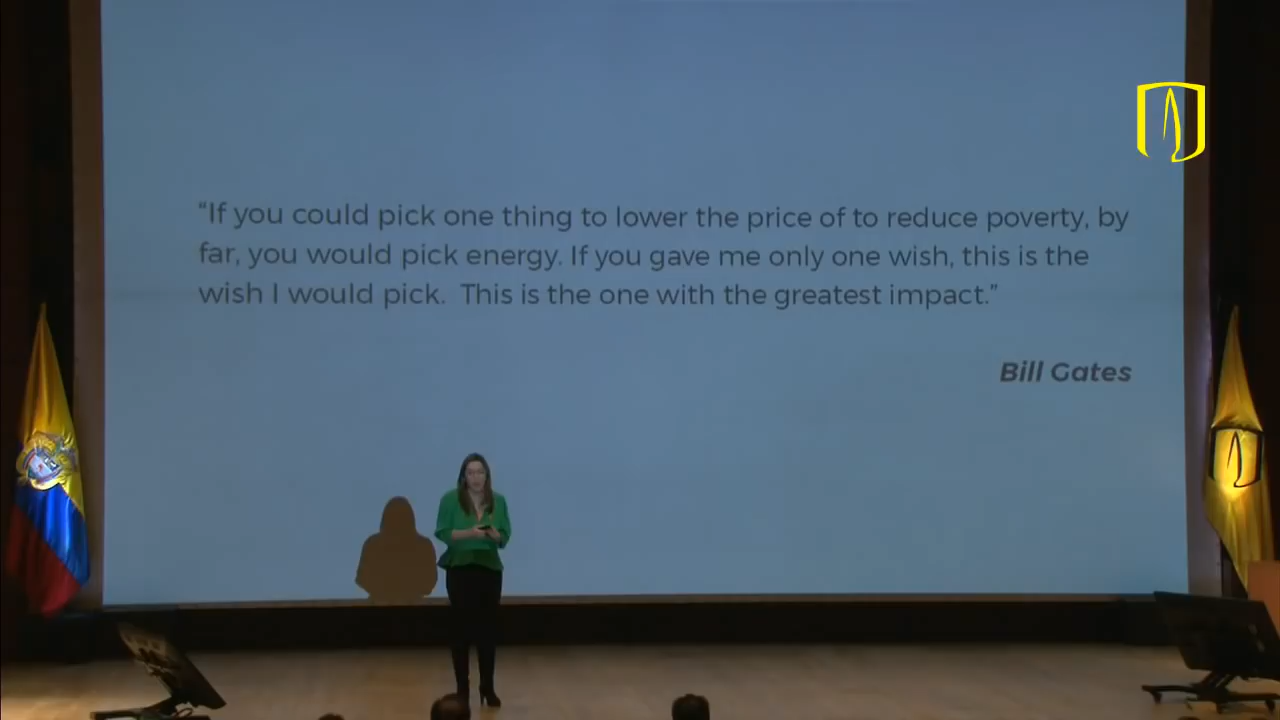 “If you could pick one thing to lower the price of to reduce poverty, by
far, you would pick energy. If you gave me only one wish, this is the
wish I would pick.  This is the one with the greatest impact.”
Bill Gates